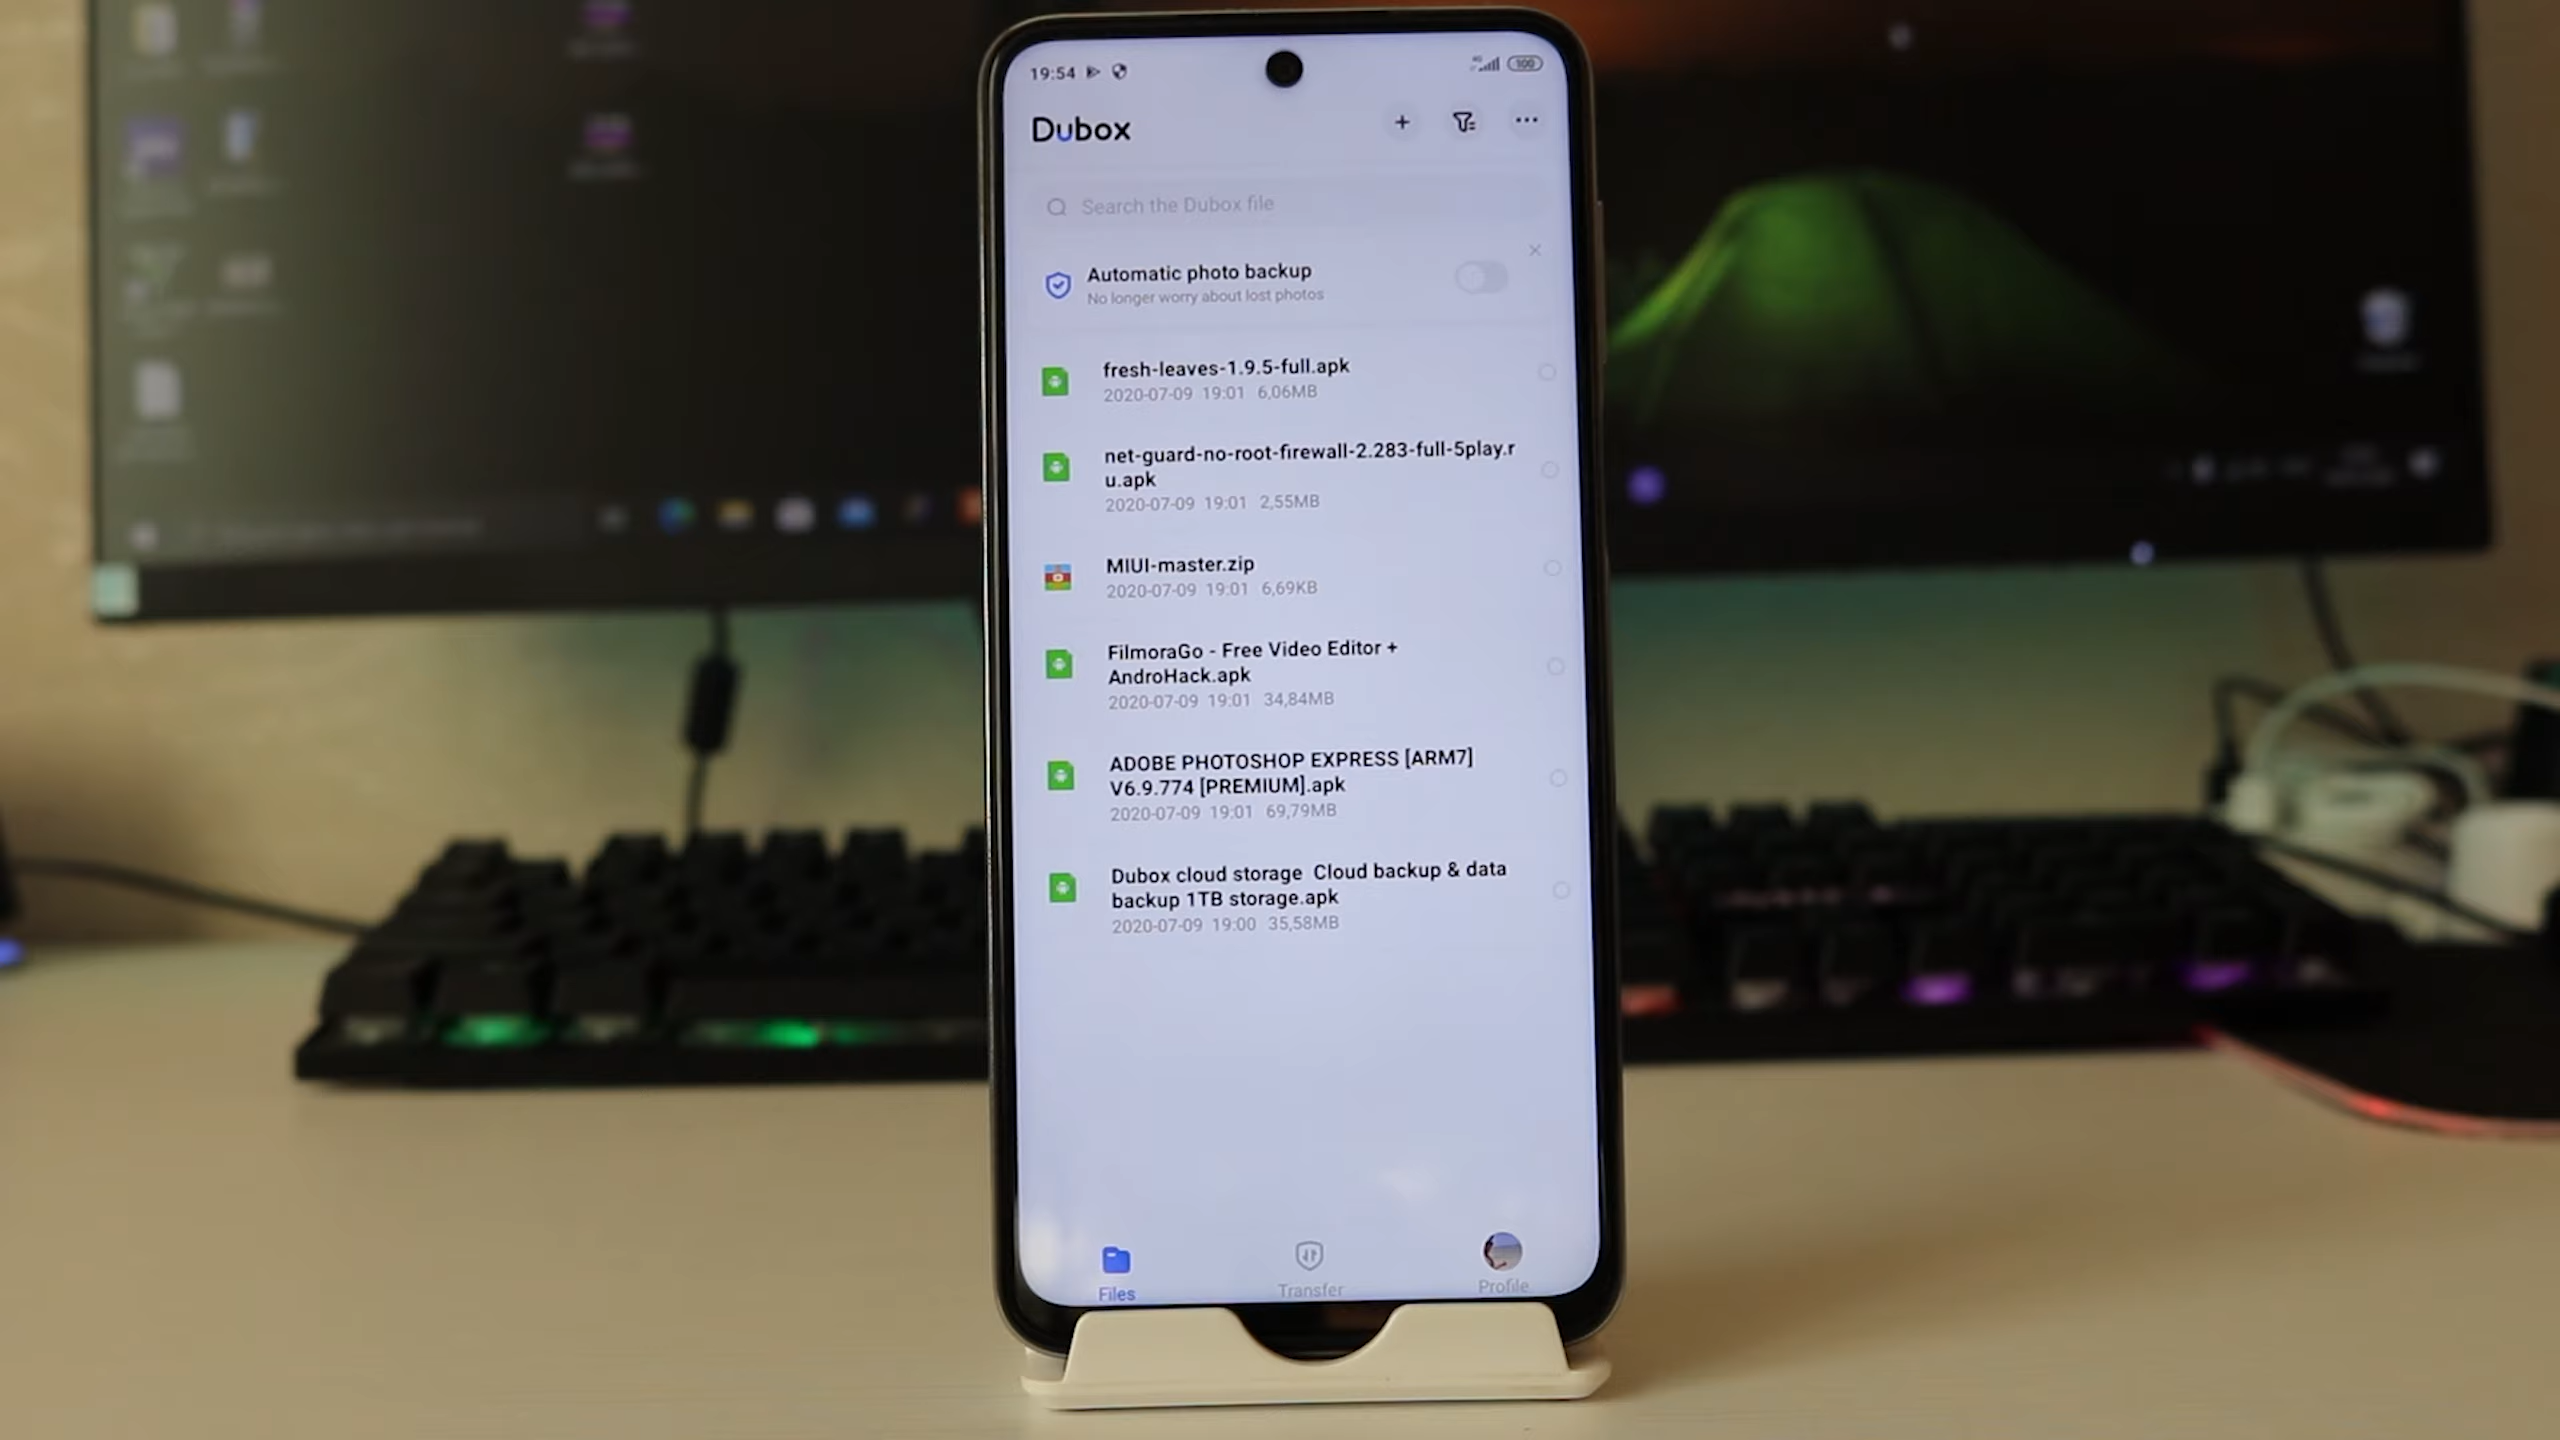 19:54
100
Dubox
Search the Dubox file
Automatic photo backup
No longer worry about lost photos
fresh-leaves-1.9.5-full.apk
2020-07-09 19:01 6,06MB
net-guard-no-root-firewall-2.283-full-5play.r
u.apk
2020-07-09 19:01 2,55MB
MIUI-master.zip
2020-07-09 19:01 6,69KB
FilmoraGo - Free Video Editor +
AndroHack.apk
2020-07-09 19:01 34,84MB
ADOBE PHOTOSHOP EXPRESS [ARM7]
V6.9.774 [PREMIUM].apk
2020-07-09 19:01 69,79MB
Dubox cloud storage Cloud backup & data
backup 1TB storage.apk
2020-07-09 19:00 35,58MB
Files
Transfer
Profile